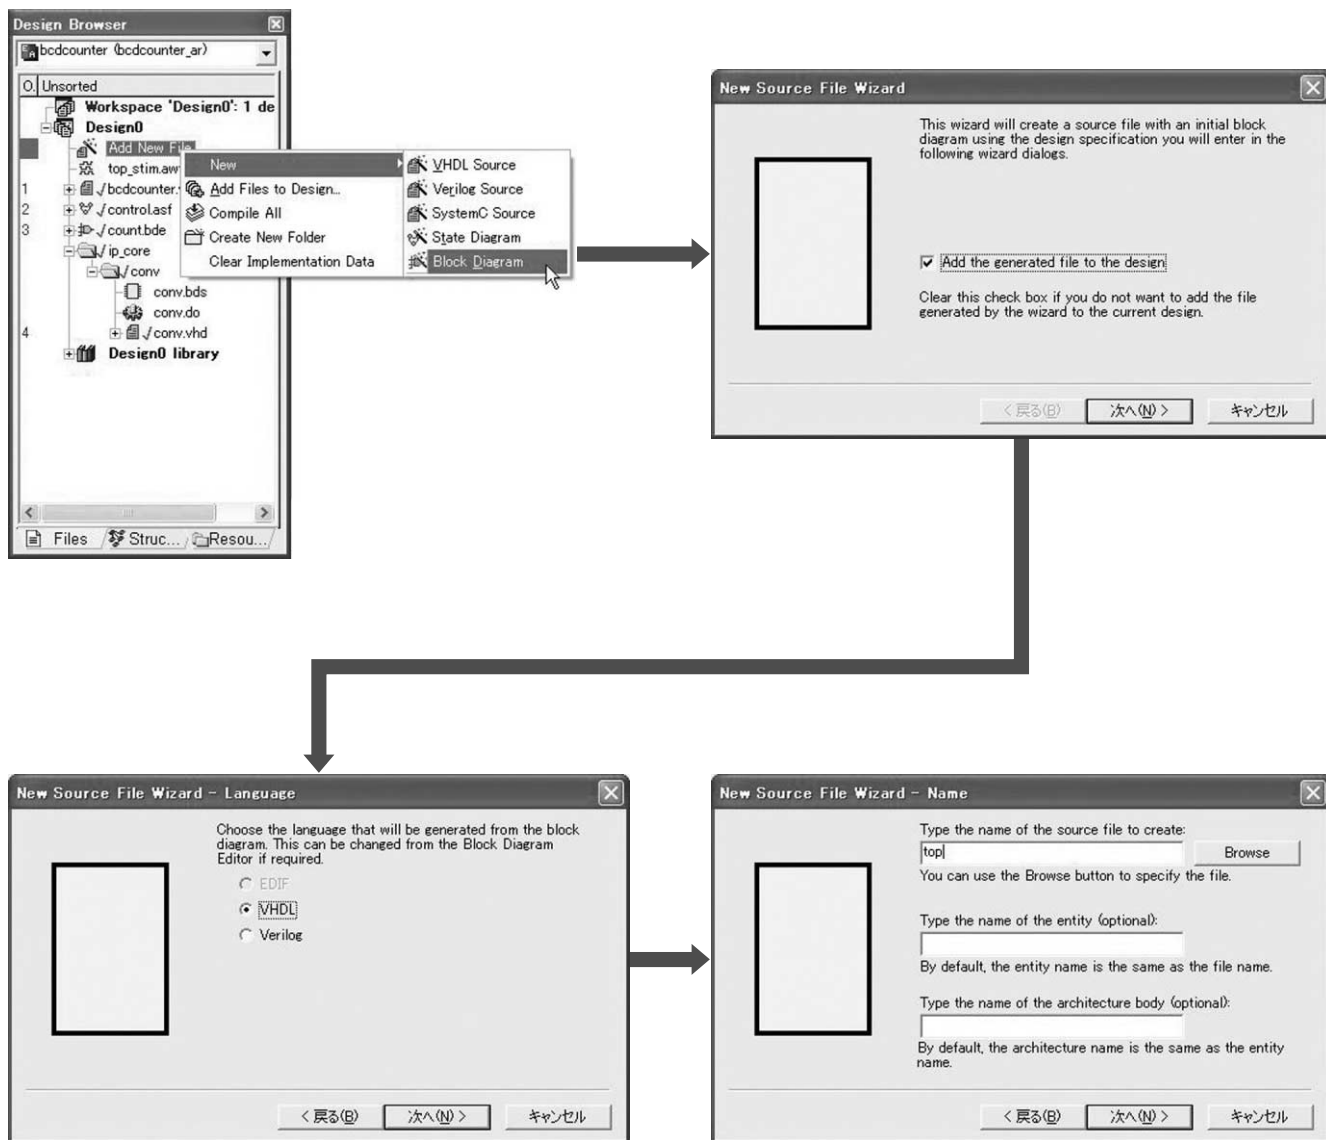 Design Browser
bcdcounter (bcdcounter_ar)
O. Unsorted
Workspace 'Design0': 1 de
Design0
Add New File
top_stim.aw
1 ./bcdcounter.
2 ./control.asf
3 ./count.bde
./ip_core
./conv
conv.bds
conv.do
4 ./conv.vhd
Design0 library
Files Struc... Resou...
New
Add Files to Design...
Compile All
Create New Folder
Clear Implementation Data
VHDL Source
Verilog Source
SystemC Source
State Diagram
Block Diagram
New Source File Wizard
This wizard will create a source file with an initial block
diagram using the design specification you will enter in the
following wizard dialogs.
Add the generated file to the design
Clear this check box if you do not want to add the file
generated by the wizard to the current design.
< 戻る(B) 次へ(N) > キャンセル
New Source File Wizard - Language
Choose the language that will be generated from the block
diagram. This can be changed from the Block Diagram
Editor if required.
EDIF
VHDL
Verilog
< 戻る(B) 次へ(N) > キャンセル
New Source File Wizard - Name
Type the name of the source file to create:
top
Browse
You can use the Browse button to specify the file.
Type the name of the entity (optional):
By default, the entity name is the same as the file name.
Type the name of the architecture body (optional):
By default, the architecture name is the same as the entity
name.
< 戻る(B) 次へ(N) > キャンセル